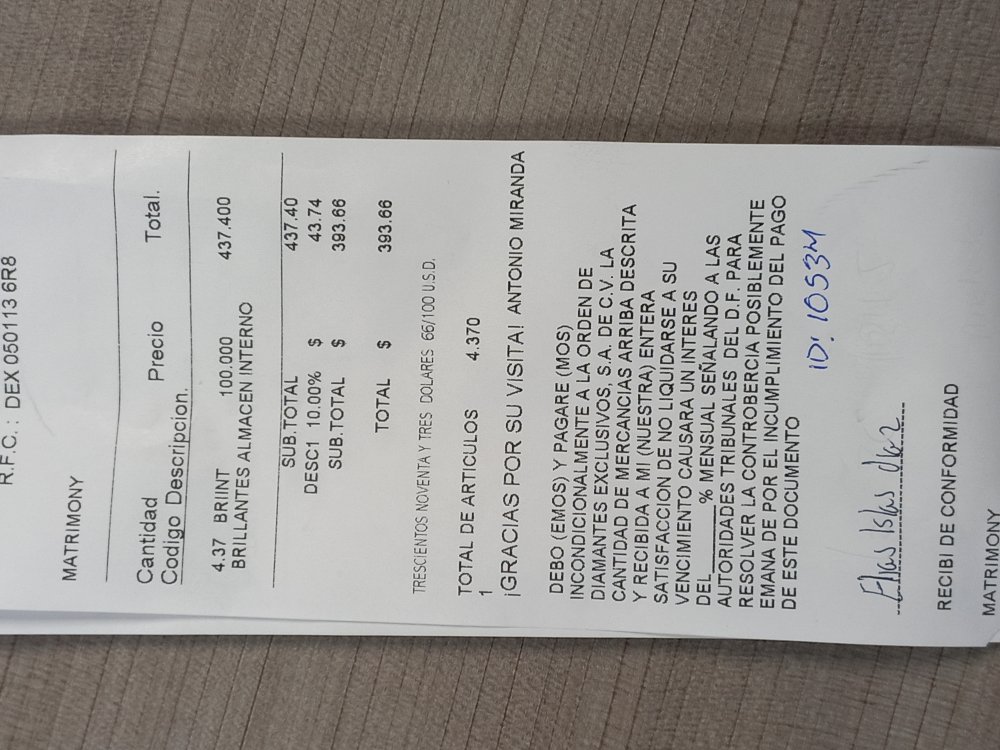 R.F.iC. : DEX 050113 6R8
MATRIMONY
Cantidad
Codigo Descripcion. Precio Total.
4.37 BRIINT 100.000 437.400
BRILLANTES ALMACEN INTERNO
SUB.TOTAL 437.40
DESC1 10.00% $ 43.74
SUB.TOTAL $ 393.66
TOTAL $ 393.66
TRESCIENTOS NOVENTA Y TRES DOLARES 66/100 U.S.D.
TOTAL DE ARTICULOS 4.370
1
¡GRACIAS POR SU VISITA! ANTONIO MIRANDA
DEBO (EMOS) Y PAGARE (MOS)
INCONDICIONALMENTE A LA ORDEN DE
DIAMANTES EXCLUSIVOS, S.A. DE C.V. LA
CANTIDAD DE MERCANCIAS ARRIBA DESCRITA
Y RECIBIDA A MI (NUESTRA) ENTERA
SATISFACCION DE NO LIQUIDARSE A SU
VENCIMIENTO CAUSARA UN INTERES
DEL______% MENSUAL SEÑALANDO A LAS
AUTORIDADES TRIBUNALES DEL D.F. PARA
RESOLVER LA CONTROBERCIA POSIBLEMENTE
EMANA DE POR EL INCUMPLIMIENTO DEL PAGO
DE ESTE DOCUMENTO
ID: 1053M
Elias Islas
RECIBI DE CONFORMIDAD
MATRIMONY